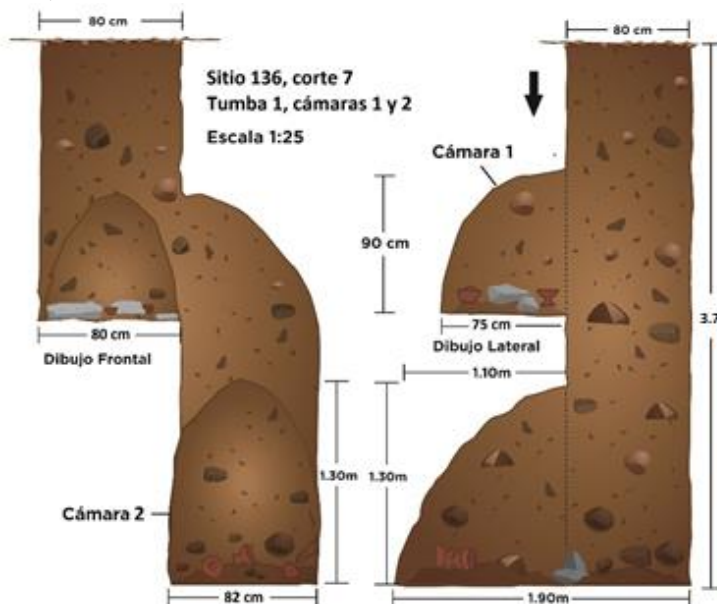 80 cm
80 cm
Sitio 136, corte 7
Tumba 1, cámaras 1 y 2
Escala 1:25
Cámara 1
90 cm
80 cm
75 cm
3.7
Dibujo Frontal
Dibujo Lateral
1.10m
1.30m
1.30m
Cámara 2
82 cm
1.90m